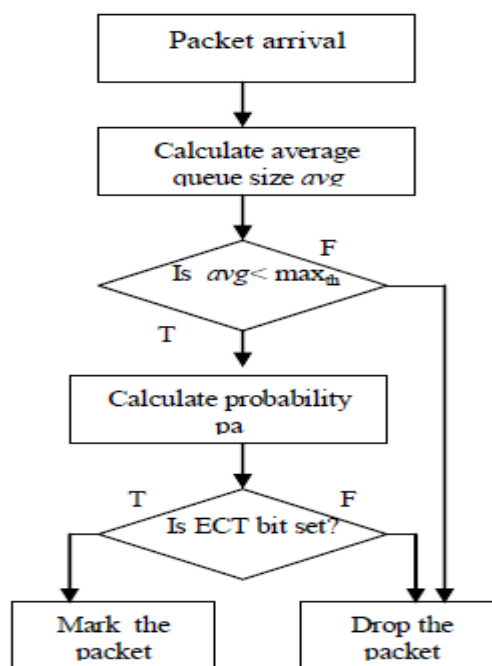 Packet arrival
Calculate average
queue size avg
F
Is avg< max_th
T
Calculate probability
pa
T
F
Is ECT bit set?
Mark the
packet
Drop the
packet